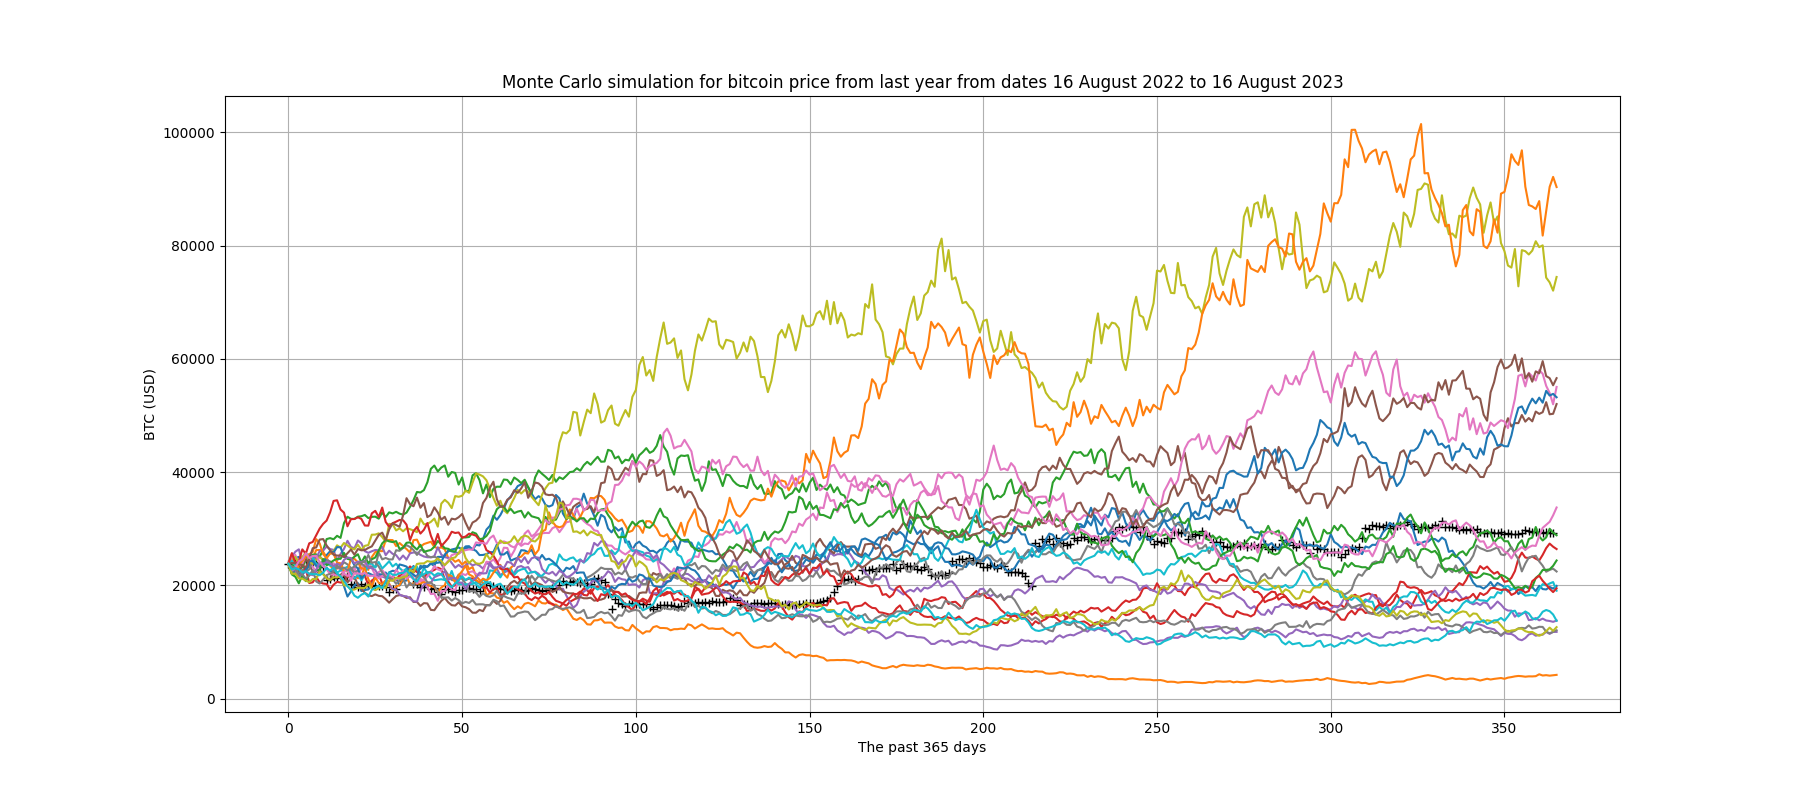 Monte Carlo simulation for bitcoin price from last year from dates 16 August 2022 to 16 August 2023
100000
80000
60000
40000
20000
0
BTC (USD)
0 50 100 150 200 250 300 350
The past 365 days